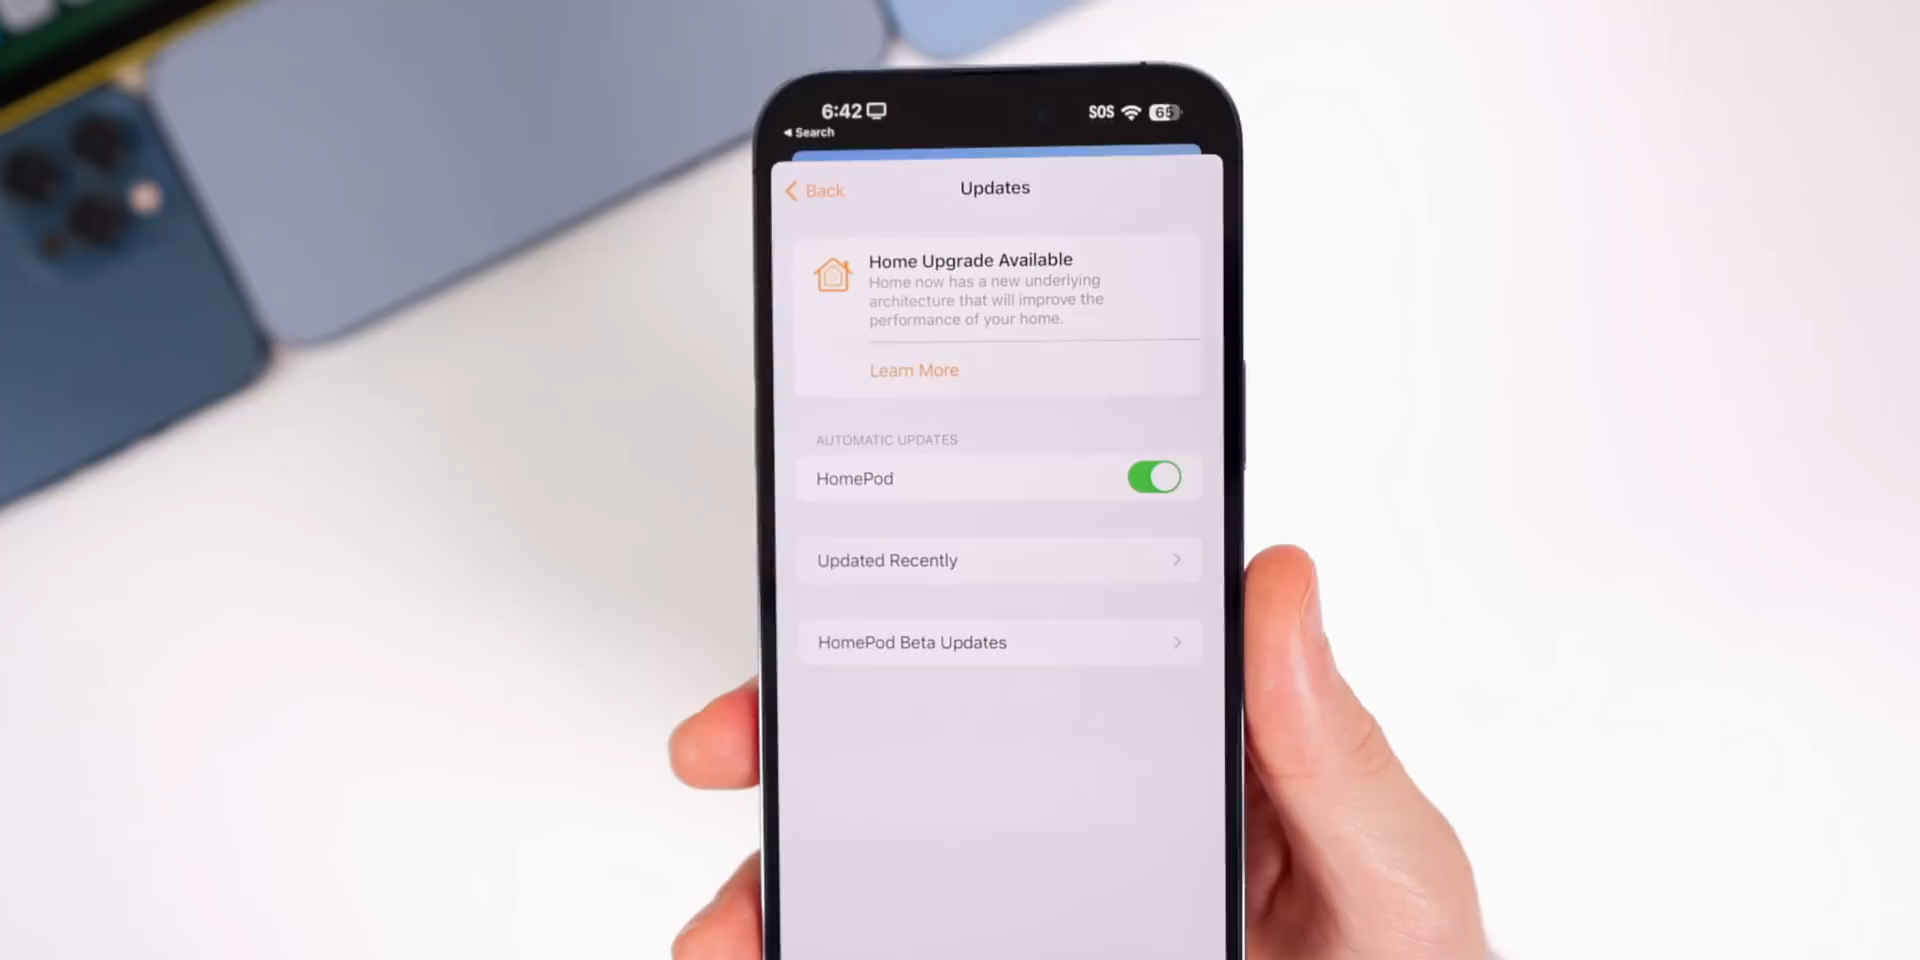 6:42
SOS
65
Search
Back
Updates
Home Upgrade Available
Home now has a new underlying
architecture that will improve the
performance of your home.
Learn More
AUTOMATIC UPDATES
HomePod
Updated Recently
HomePod Beta Updates